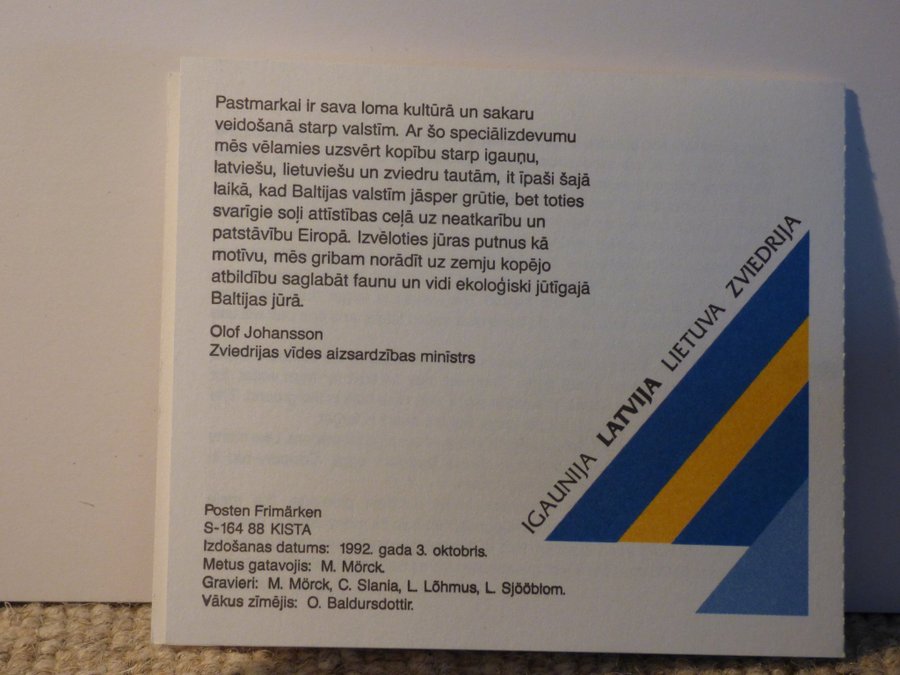 Pastmarkai ir sava loma kultūrā un sakaru
veidošanā starp valstīm. Ar šo speciālizdevumu
mēs vēlamies uzsvērt kopību starp igauņu,
latviešu, lietuviešu un zviedru tautām, it īpaši šajā
laikā, kad Baltijas valstīm jāsper grūtie, bet toties
svarīgie soļi attīstības ceļā uz neatkarību un
patstāvību Eiropā. Izvēloties jūras putnus kā
motīvu, mēs gribam norādīt uz zemju kopējo
atbildību saglabāt faunu un vidi ekoloģiski jūtīgajā
Baltijas jūrā.
Olof Johansson
Zviedrijas vīdes aizsardzības ministrs
IGAUNIJA LATVIJA LIETUVA ZVIEDRIJA
Posten Frimärken
S-164 88 KISTA
Izdošanas datums: 1992. gada 3. oktobris.
Metus gatavojis: M. Mörck.
Gravieri: M. Mörck, C. Slania, L. Lõhmus, L. Sjööblom.
Vākus zīmējis: O. Baldursdottir.